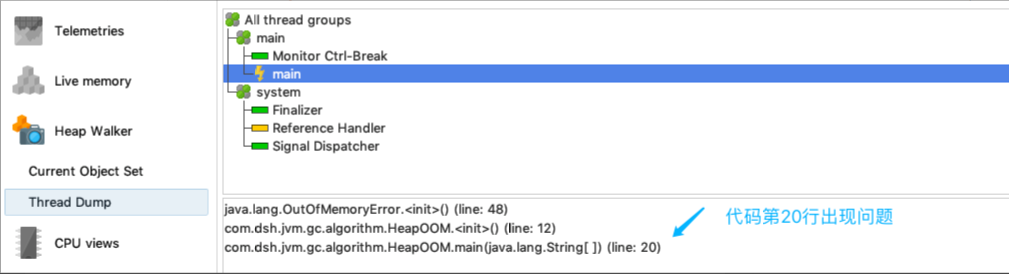 Telemetries
Live memory
Heap Walker
Current Object Set
Thread Dump
CPU views
All thread groups
main
Monitor Ctrl-Break
main
system
Finalizer
Reference Handler
Signal Dispatcher
java.lang.OutOfMemoryError.<init>() (line: 48)
com.dsh.jvm.gc.algorithm.HeapOOM.<init>() (line: 12)
com.dsh.jvm.gc.algorithm.HeapOOM.main(java.lang.String[ ]) (line: 20)
代码第20行出现问题